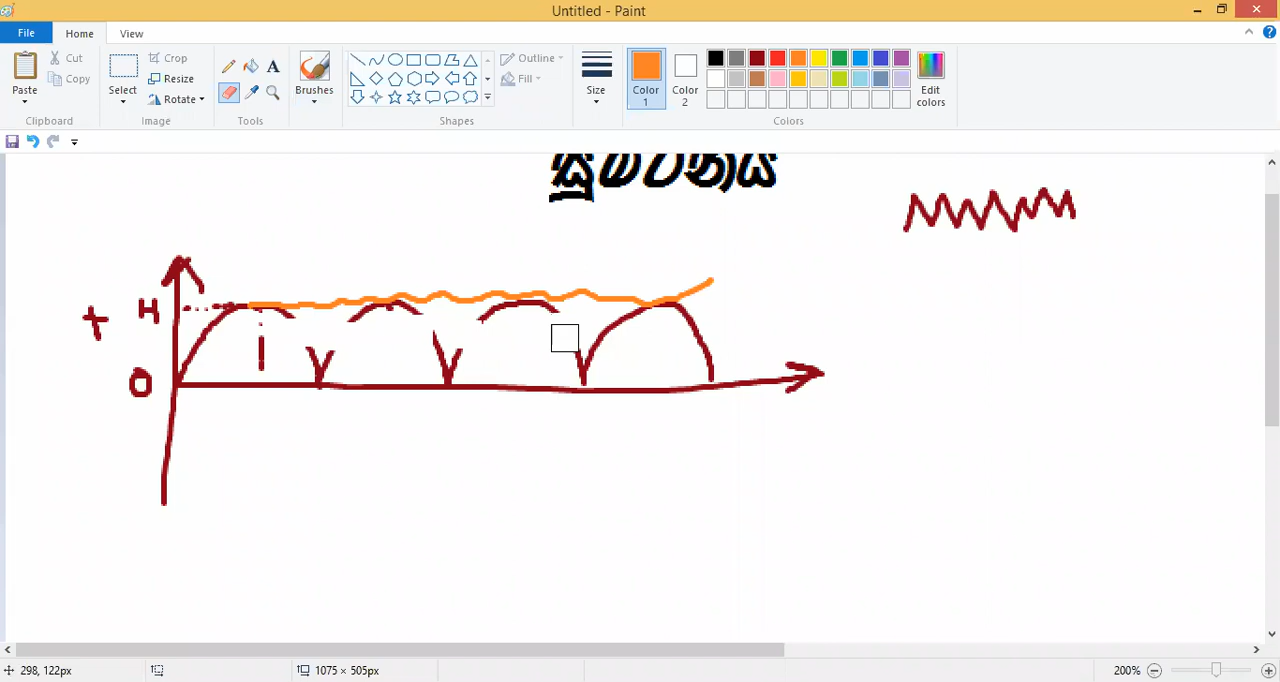 Untitled - Paint
File Home View
Paste Cut Copy Select Crop Resize Rotate Brushes Outline Fill Size Color 1 Color 2 Edit colors
Clipboard Image Tools Shapes Colors
සුමටනය
+ H
0
298, 122px 1075 × 505px 200%